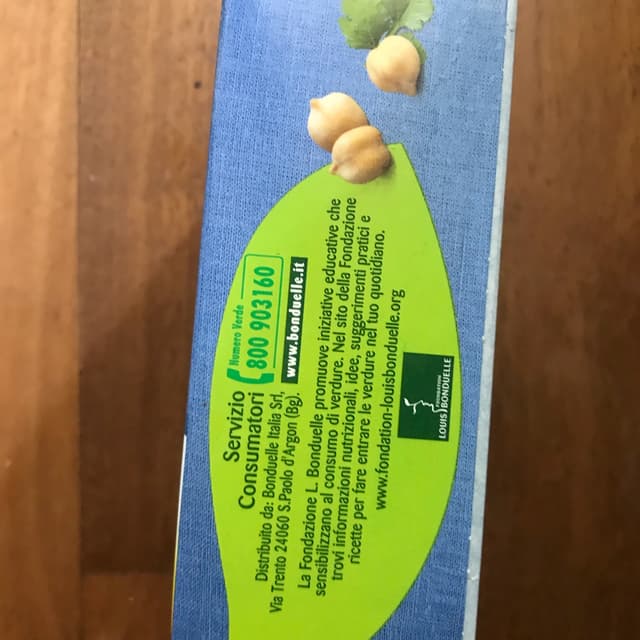 Servizio
Consumatori
Numero Verde
800 903160
Distribuito da: Bonduelle Italia Srl,
www.bonduelle.it
Via Trento 24060 S.Paolo d'Argon (Bg).
La Fondazione L. Bonduelle promuove iniziative educative che
sensibilizzano al consumo di verdure. Nel sito della Fondazione
trovi informazioni nutrizionali, idee, suggerimenti pratici e
ricette per fare entrare le verdure nel tuo quotidiano.
www.fondation-louisbonduelle.org
FONDATION
LOUIS BONDUELLE